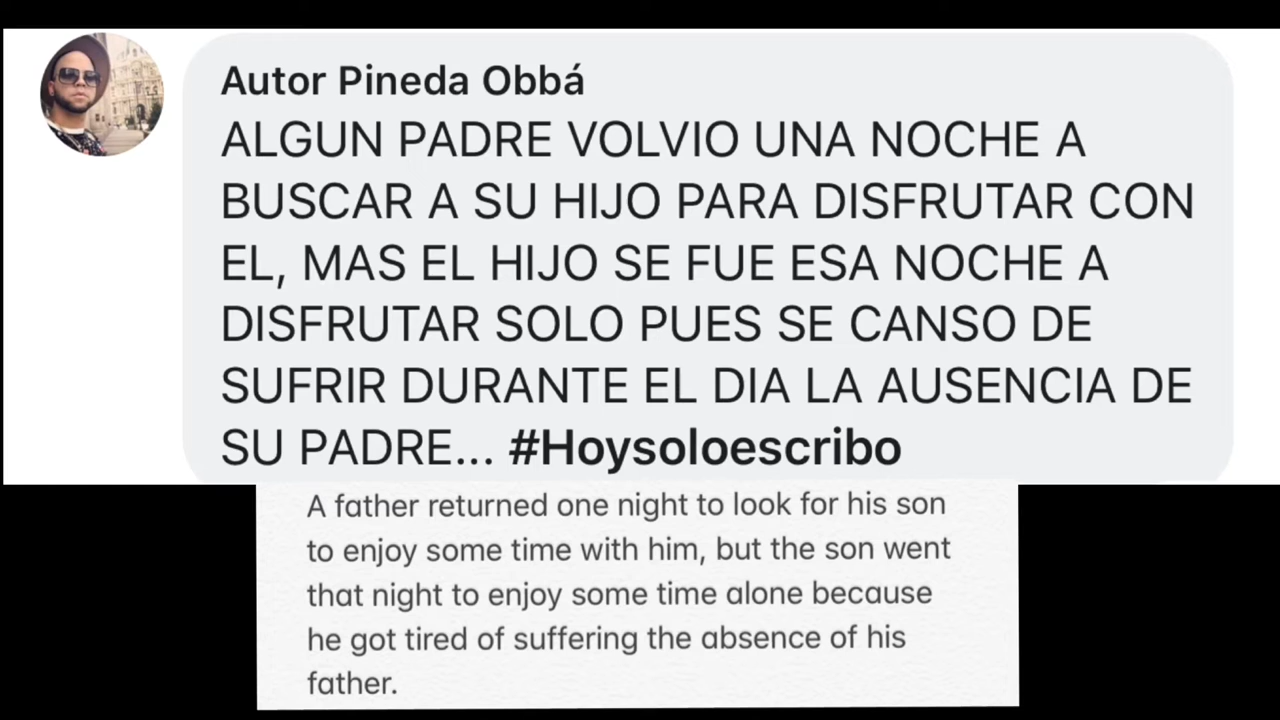 Autor Pineda Obbá
ALGUN PADRE VOLVIO UNA NOCHE A
BUSCAR A SU HIJO PARA DISFRUTAR CON
EL, MAS EL HIJO SE FUE ESA NOCHE A
DISFRUTAR SOLO PUES SE CANSO DE
SUFRIR DURANTE EL DIA LA AUSENCIA DE
SU PADRE... #Hoysoloescribo
A father returned one night to look for his son
to enjoy some time with him, but the son went
that night to enjoy some time alone because
he got tired of suffering the absence of his
father.